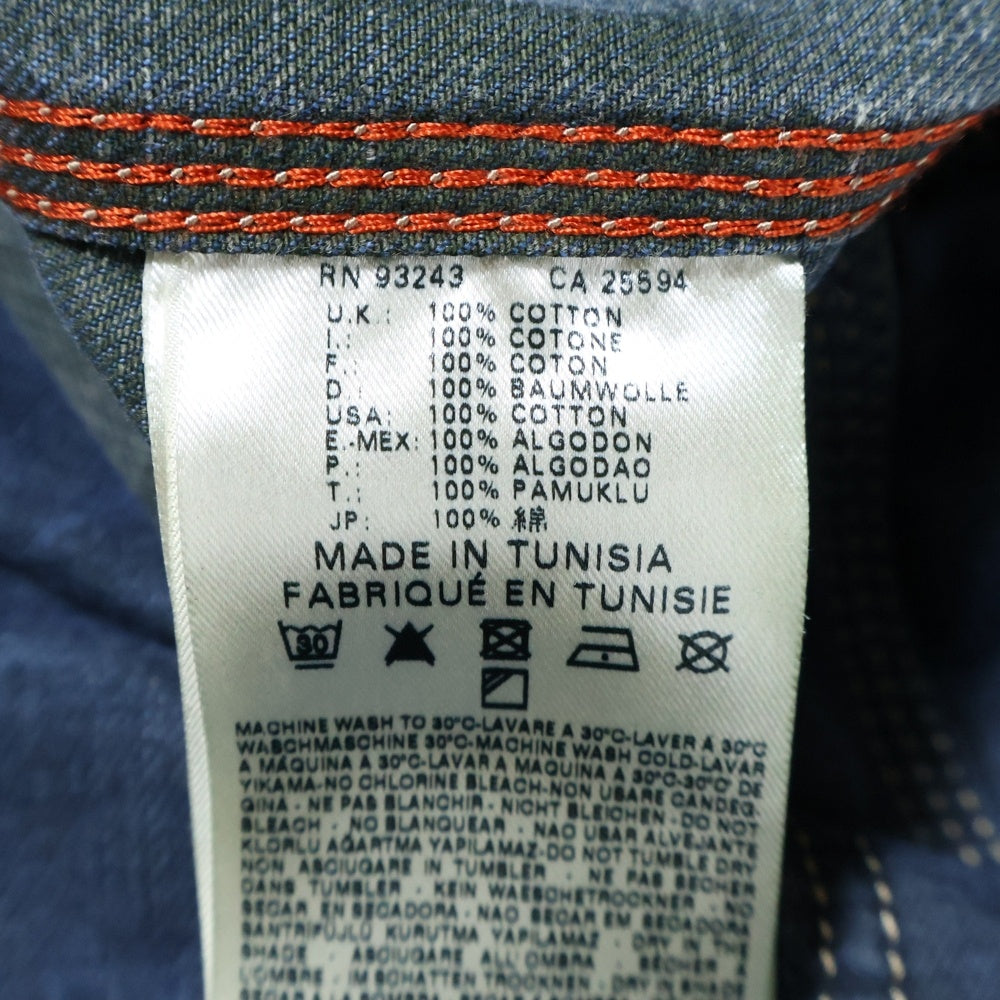 RN 93243 CA 25594
U.K.: 100% COTTON
I.: 100% COTONE
F.: 100% COTON
D.: 100% BAUMWOLLE
USA: 100% COTTON
E.-MEX: 100% ALGODON
P.: 100% ALGODAO
T.: 100% PAMUKLU
JP: 100% 綿
MADE IN TUNISIA
FABRIQUÉ EN TUNISIE
30
MACHINE WASH TO 30°C-LAVARE A 30°C-LAVER A 30°C
WASCHMASCHINE 30°C-MACHINE WASH COLD-LAVAR
A MAQUINA A 30°C-LAVAR A MAQUINA A 30°C-30°C' DE
YIKAMA-NO CHLORINE BLEACH-NON USARE CANDEG.
GINA - NE PAS BLANCHIR - NICHT BLEICHEN - DO NOT
BLEACH - NO BLANQUEAR - NAO USAR ALVEJANTE
KLORLU AĞARTMA YAPILAMAZ-DO NOT TUMBLE DRY
NON ASCIUGARE IN TUMBLER - NE PAS SECHER
DANS TUMBLER - KEIN WAESCHETROCKNER - NO
SECAR EN SECADORA - NAO SECAR EM SECADORA
SANTRIFÜJLÜ KURUTMA YAPILAMAZ - DRY IN THE
SHADE - ASCIUGARE ALL'OMBRA - SECHER A
L'OMBRE - IM SCHATTEN TROCKNEN - DRY IN